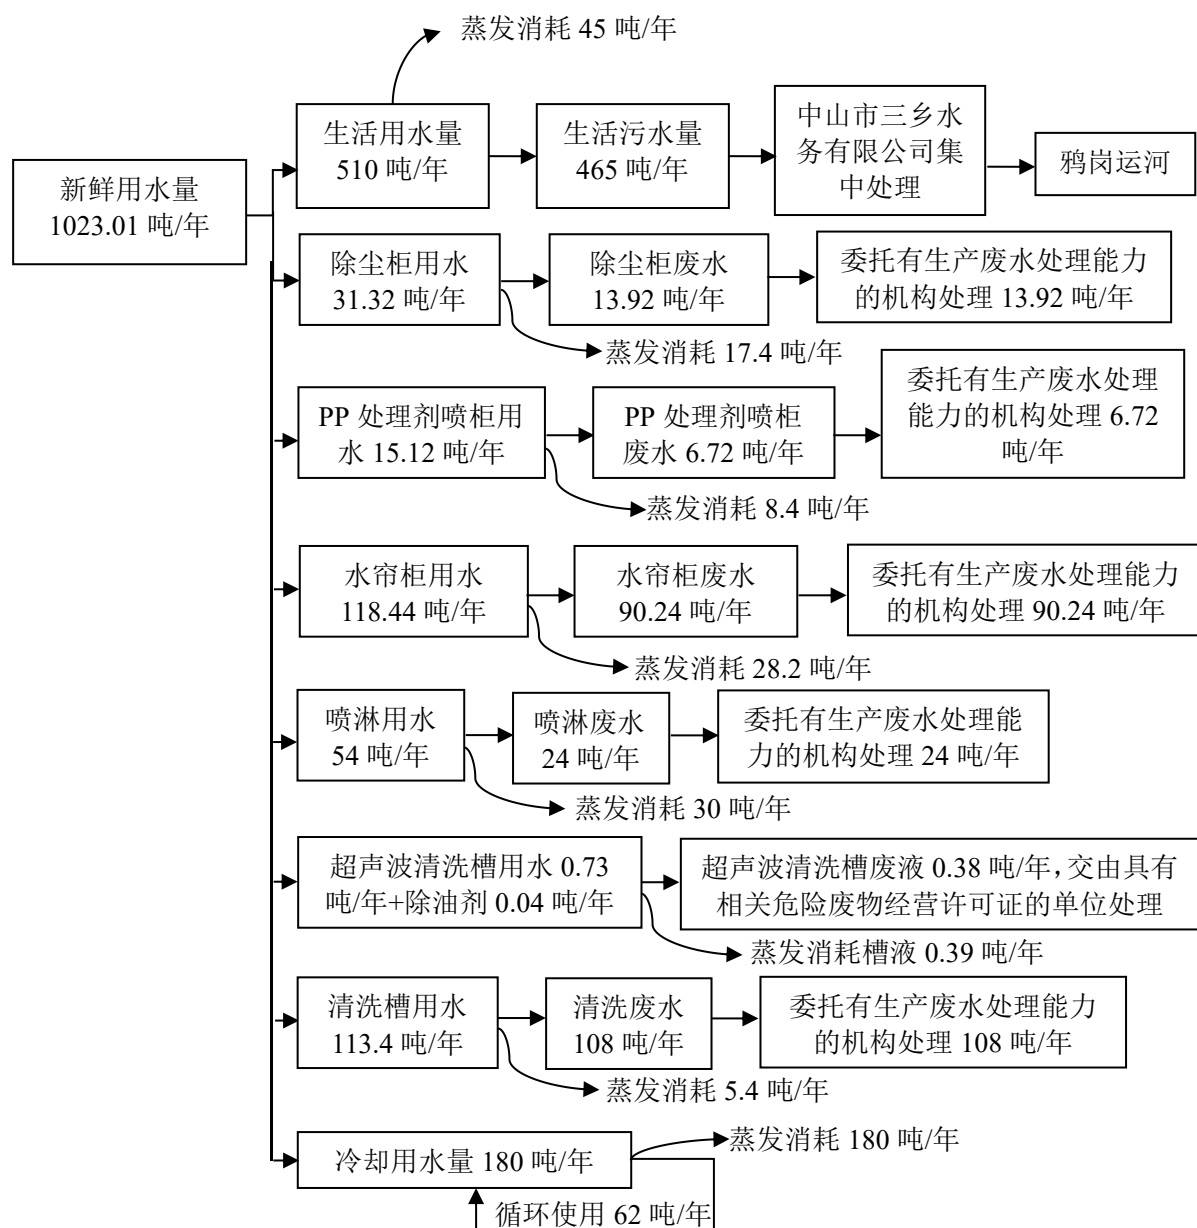 蒸发消耗 45 吨/年
新鲜用水量
1023.01 吨/年
生活用水量
510 吨/年
生活污水量
465 吨/年
中山市三乡水
务有限公司集
中处理
鸦岗运河
除尘柜用水
31.32 吨/年
除尘柜废水
13.92 吨/年
委托有生产废水处理能力
的机构处理 13.92 吨/年
蒸发消耗 17.4 吨/年
PP 处理剂喷柜用
水 15.12 吨/年
PP 处理剂喷柜
废水 6.72 吨/年
委托有生产废水处理
能力的机构处理 6.72
吨/年
蒸发消耗 8.4 吨/年
水帘柜用水
118.44 吨/年
水帘柜废水
90.24 吨/年
委托有生产废水处理能力
的机构处理 90.24 吨/年
蒸发消耗 28.2 吨/年
喷淋用水
54 吨/年
喷淋废水
24 吨/年
委托有生产废水处理能
力的机构处理 24 吨/年
蒸发消耗 30 吨/年
超声波清洗槽用水 0.73
吨/年+除油剂 0.04 吨/年
超声波清洗槽废液 0.38 吨/年，交由具有
相关危险废物经营许可证的单位处理
蒸发消耗槽液 0.39 吨/年
清洗槽用水
113.4 吨/年
清洗废水
108 吨/年
委托有生产废水处理能力
的机构处理 108 吨/年
蒸发消耗 5.4 吨/年
冷却用水量 180 吨/年
蒸发消耗 180 吨/年
循环使用 62 吨/年